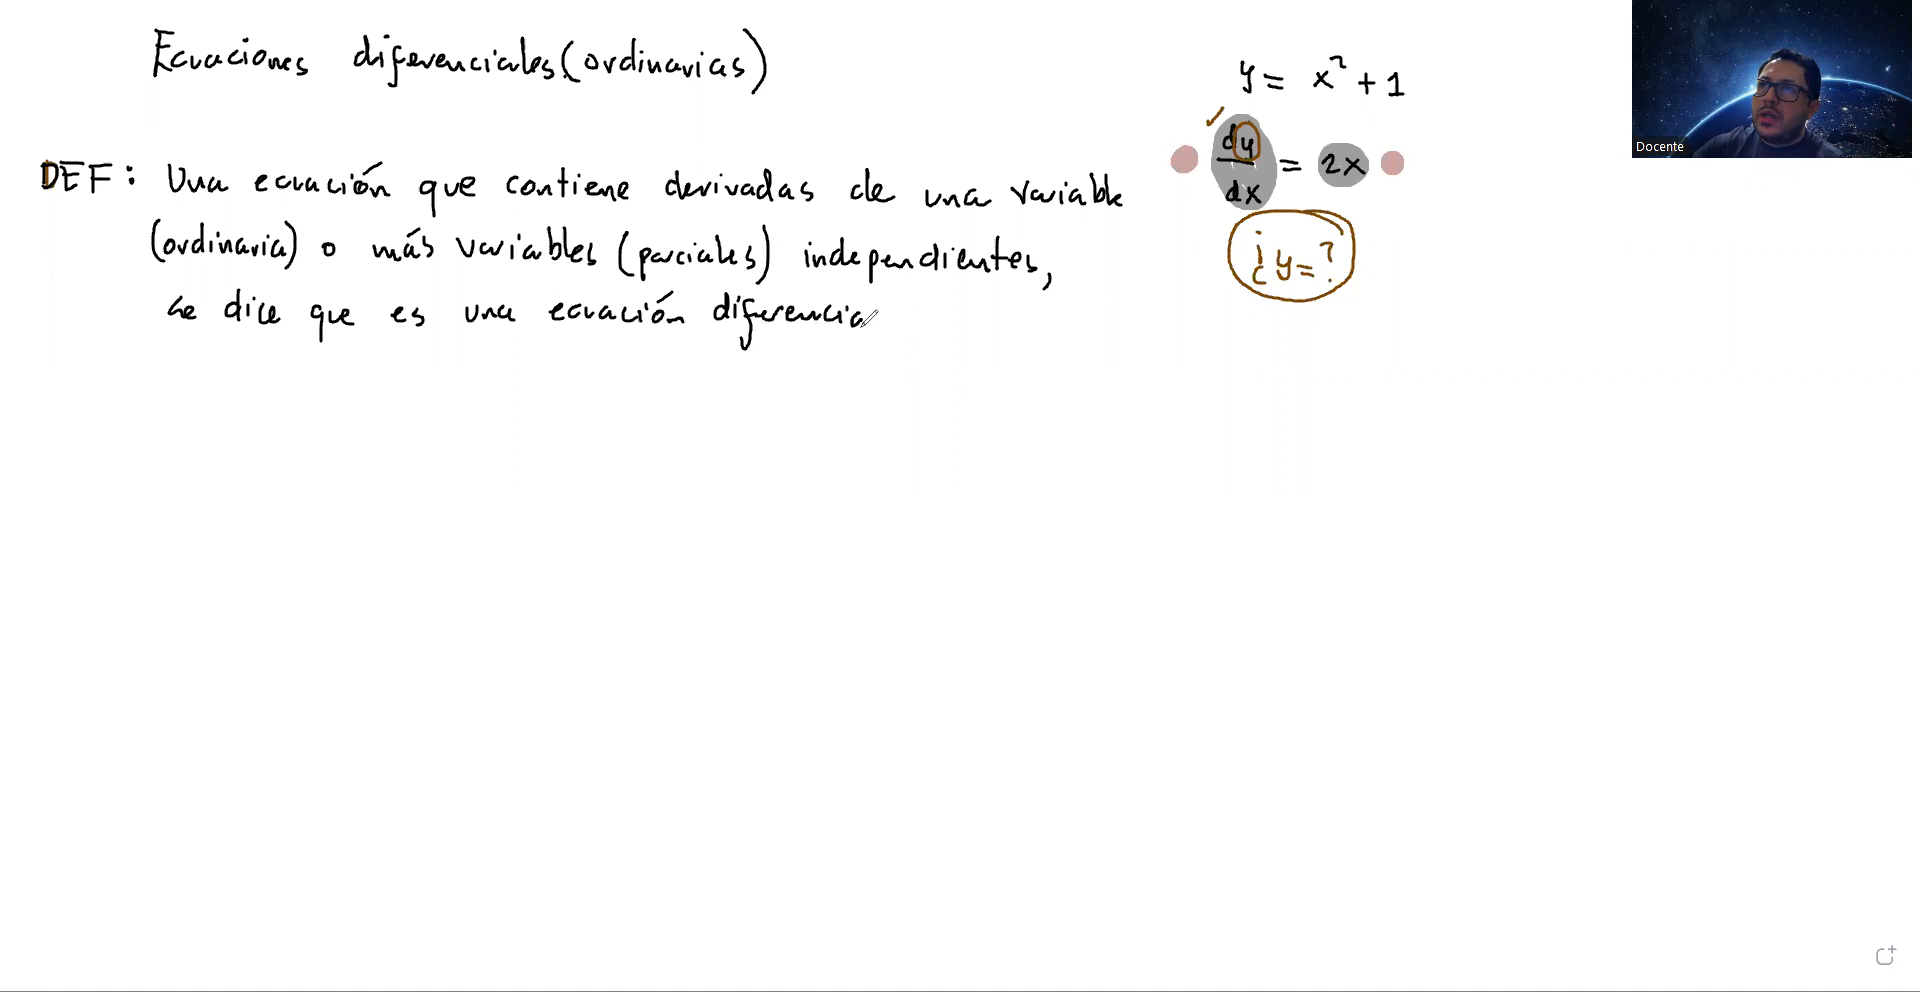 Ecuaciones diferenciales (ordinarias)
DEF: Una ecuación que contiene derivadas de una variable
(ordinaria) o más variables (parciales) independientes,
se dice que es una ecuación diferencia
y = x² + 1
dy/dx = 2x
¿y=?
Docente